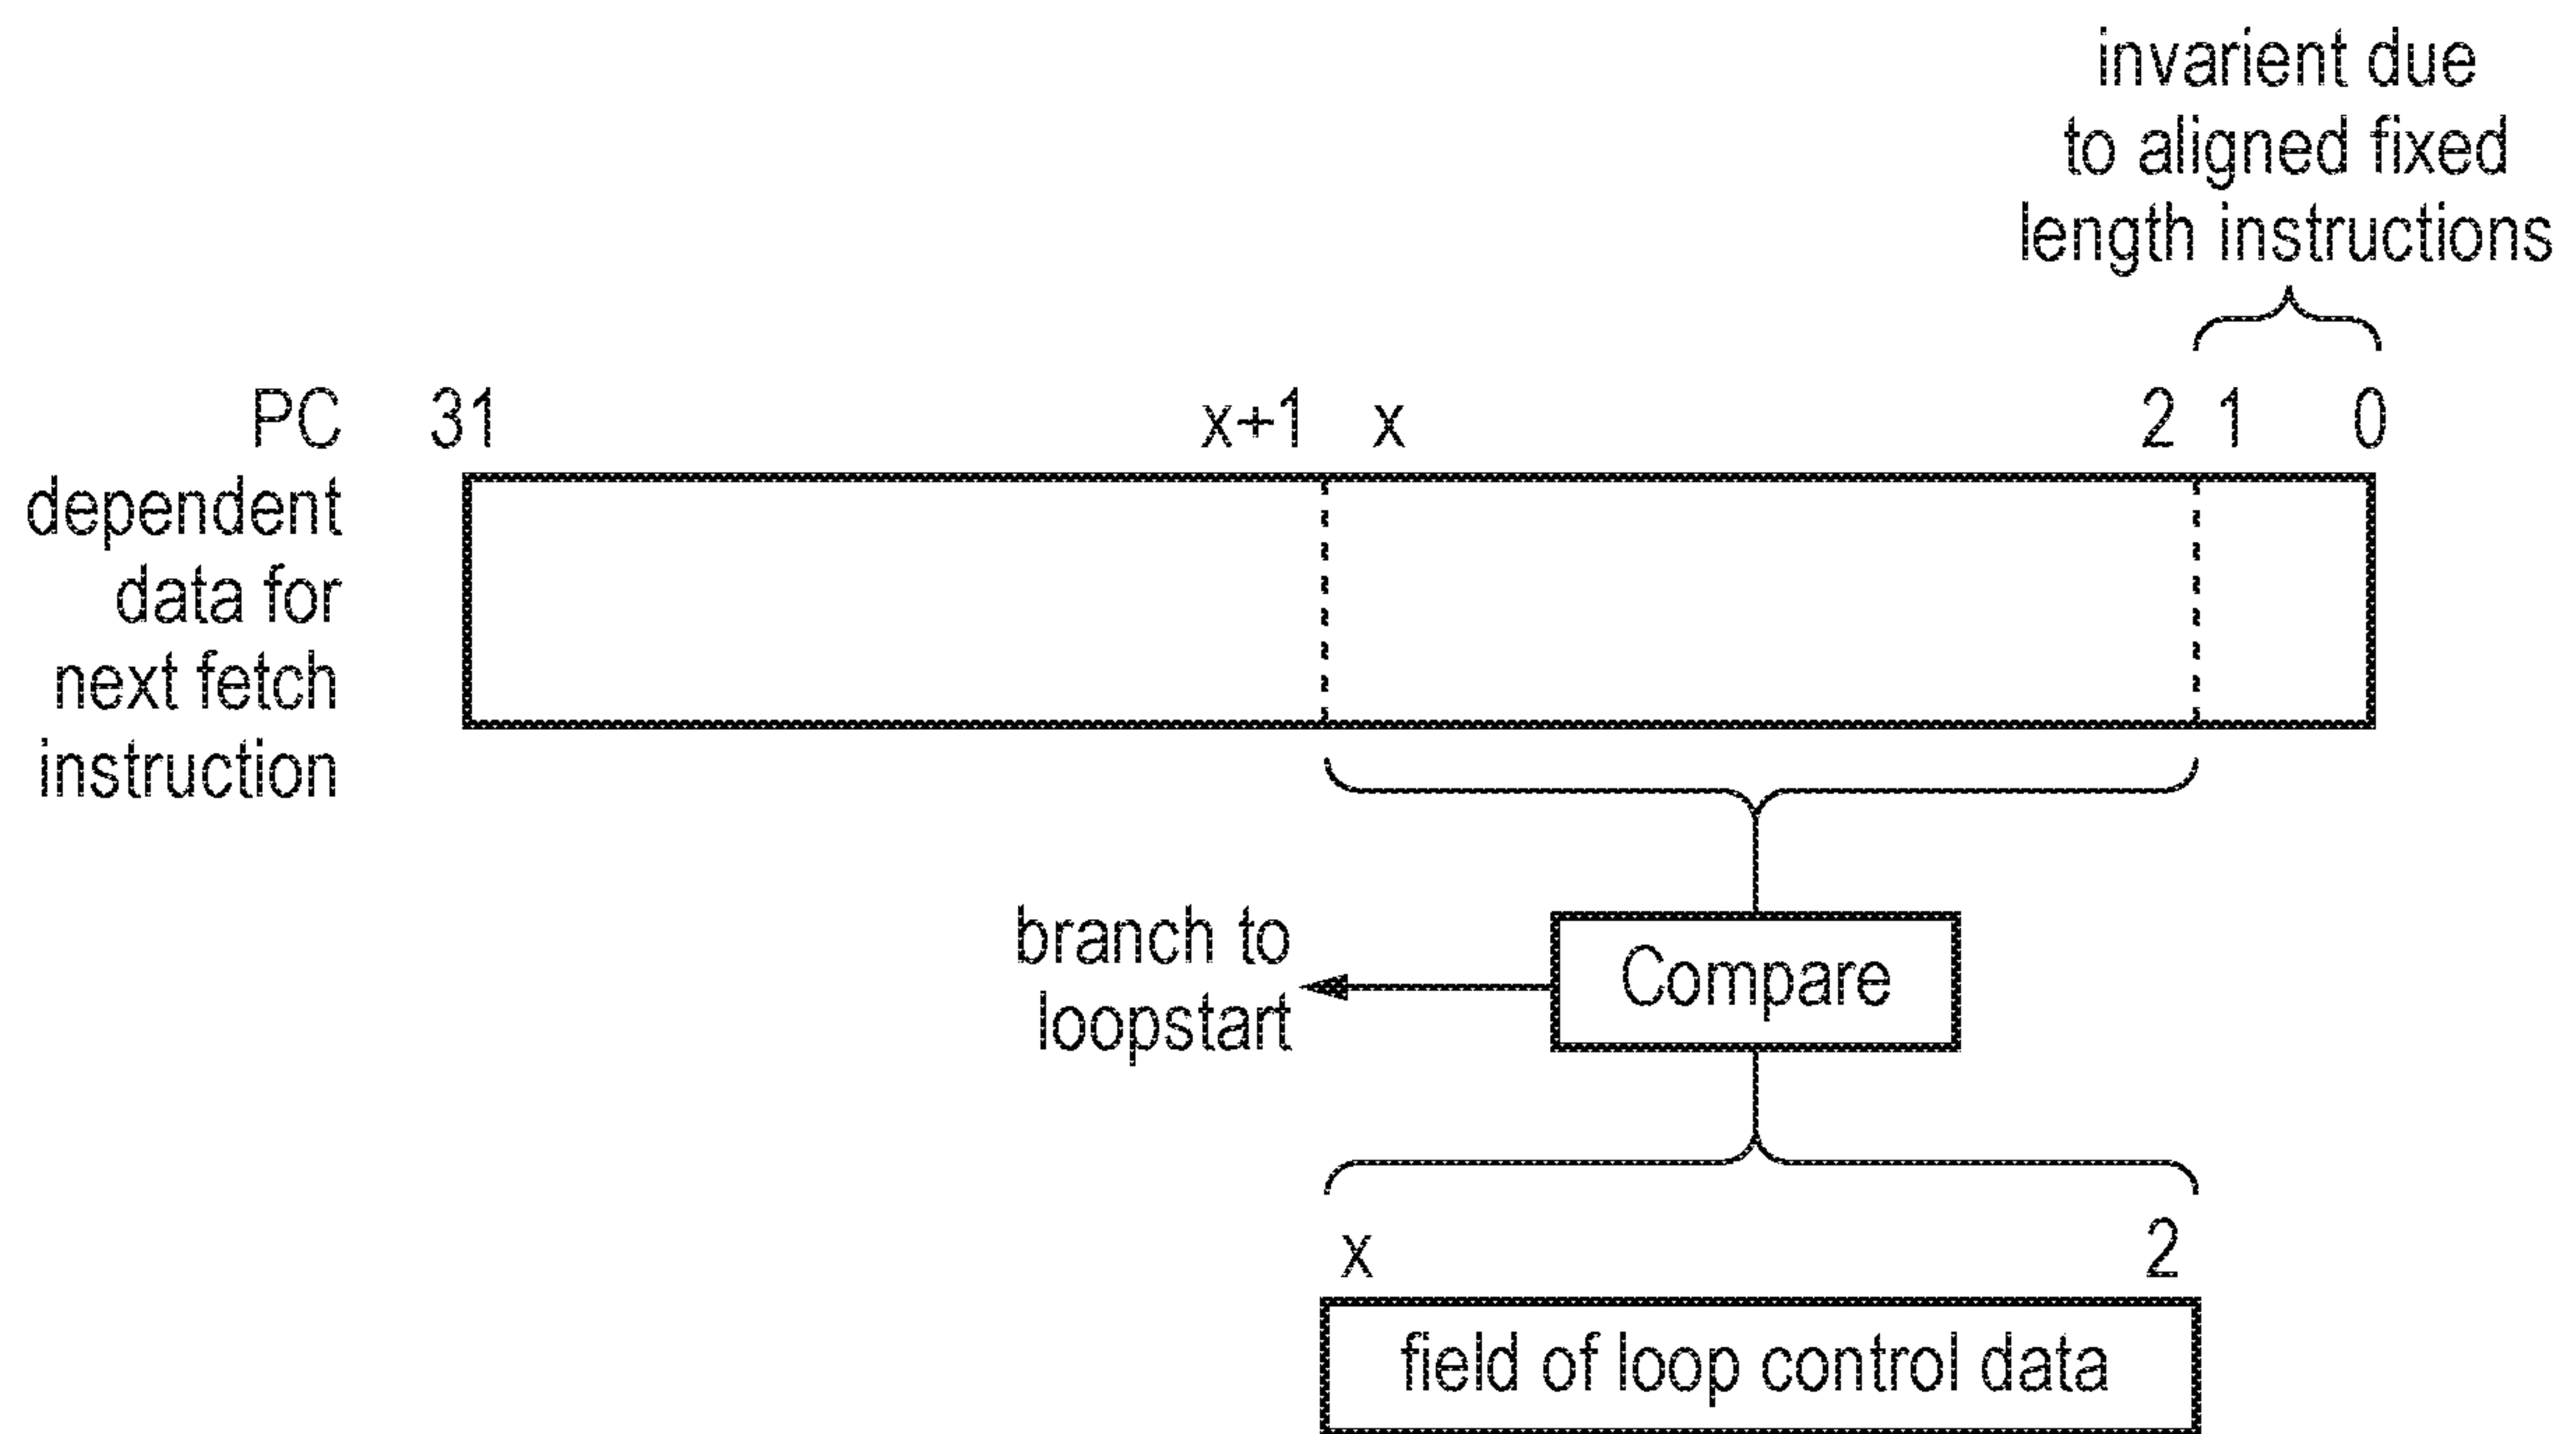 invarient due
to aligned fixed
length instructions
PC 31 x+1 x 2 1 0
dependent
data for
next fetch
instruction
branch to
loopstart
Compare
x 2
field of loop control data